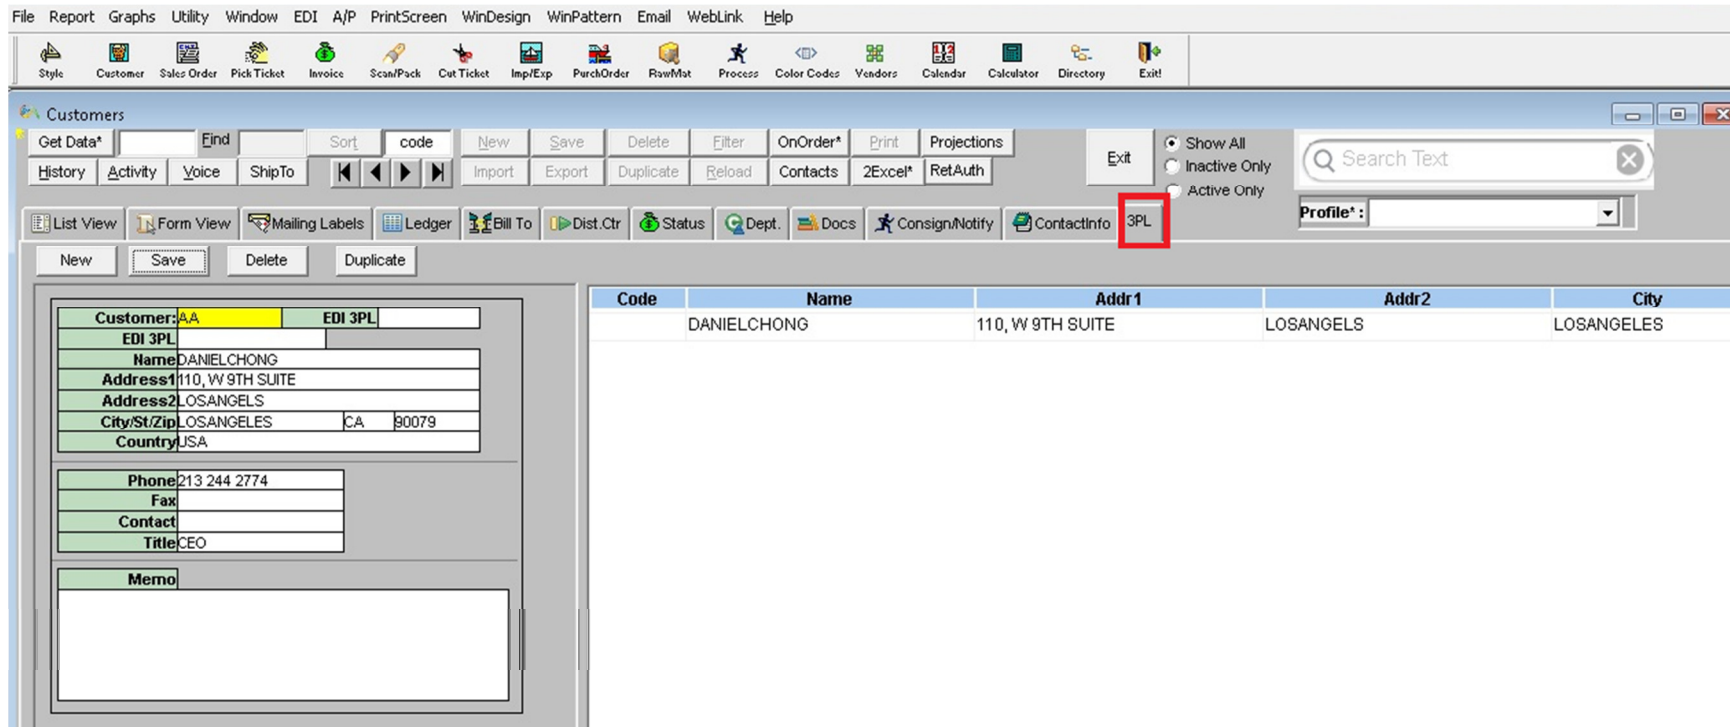 File Report Graphs Utility Window EDI A/P PrintScreen WinDesign WinPattern Email WebLink Help
Style Customer Sales Order Pick Ticket Invoice Scan/Pack Cut Ticket Imp/Exp PurchOrder RawMat Process Color Codes Vendors Calendar Calculator Directory Exit!
Customers
Get Data* Find Sort code New Save Delete Filter OnOrder* Print Projections
History Activity Voice ShipTo Import Export Duplicate Reload Contacts 2Excel* RetAuth
Exit
Show All
Inactive Only
Active Only
Search Text
Profile* :
List View Form View Mailing Labels Ledger Bill To Dist.Ctr Status Dept. Docs Consign/Notify ContactInfo 3PL
New Save Delete Duplicate
Customer: AA EDI 3PL
EDI 3PL
Name DANIELCHONG
Address1 110, W 9TH SUITE
Address2 LOSANGELS
City/St/Zip LOSANGELES CA 90079
Country USA
Phone 213 244 2774
Fax
Contact
Title CEO
Memo
Code Name Addr1 Addr2 City
DANIELCHONG 110, W 9TH SUITE LOSANGELS LOSANGELES